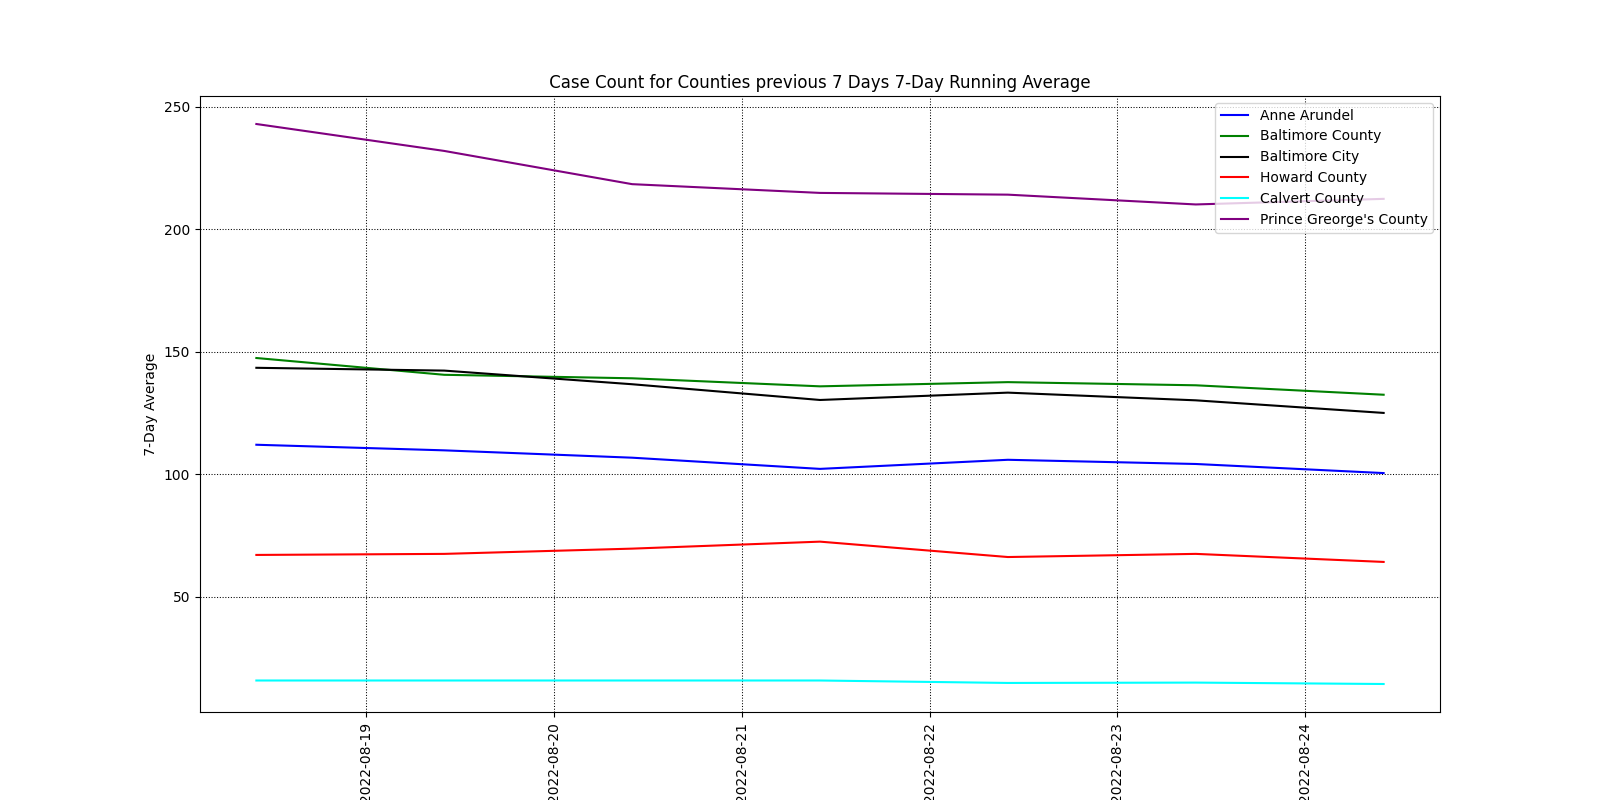 Case Count for Counties previous 7 Days 7-Day Running Average
250
200
150
100
50
7-Day Average
Anne Arundel
Baltimore County
Baltimore City
Howard County
Calvert County
Prince Greorge's County
2022-08-19
2022-08-20
2022-08-21
2022-08-22
2022-08-23
2022-08-24